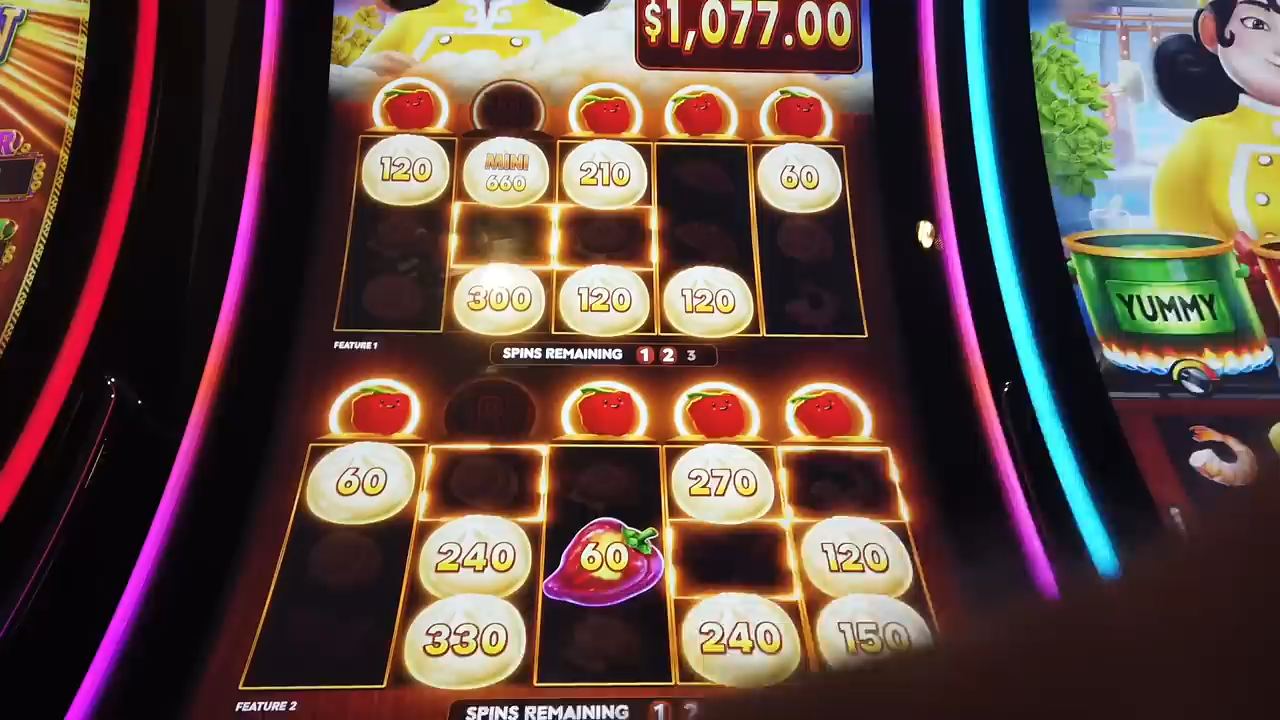 $1,077.00
120 MINI 210 60
660
300 120 120
FEATURE 1
SPINS REMAINING 1 2 3
60 270
240 60 120
330 240 150
FEATURE 2
SPINS REMAINING 1 2
YUMMY